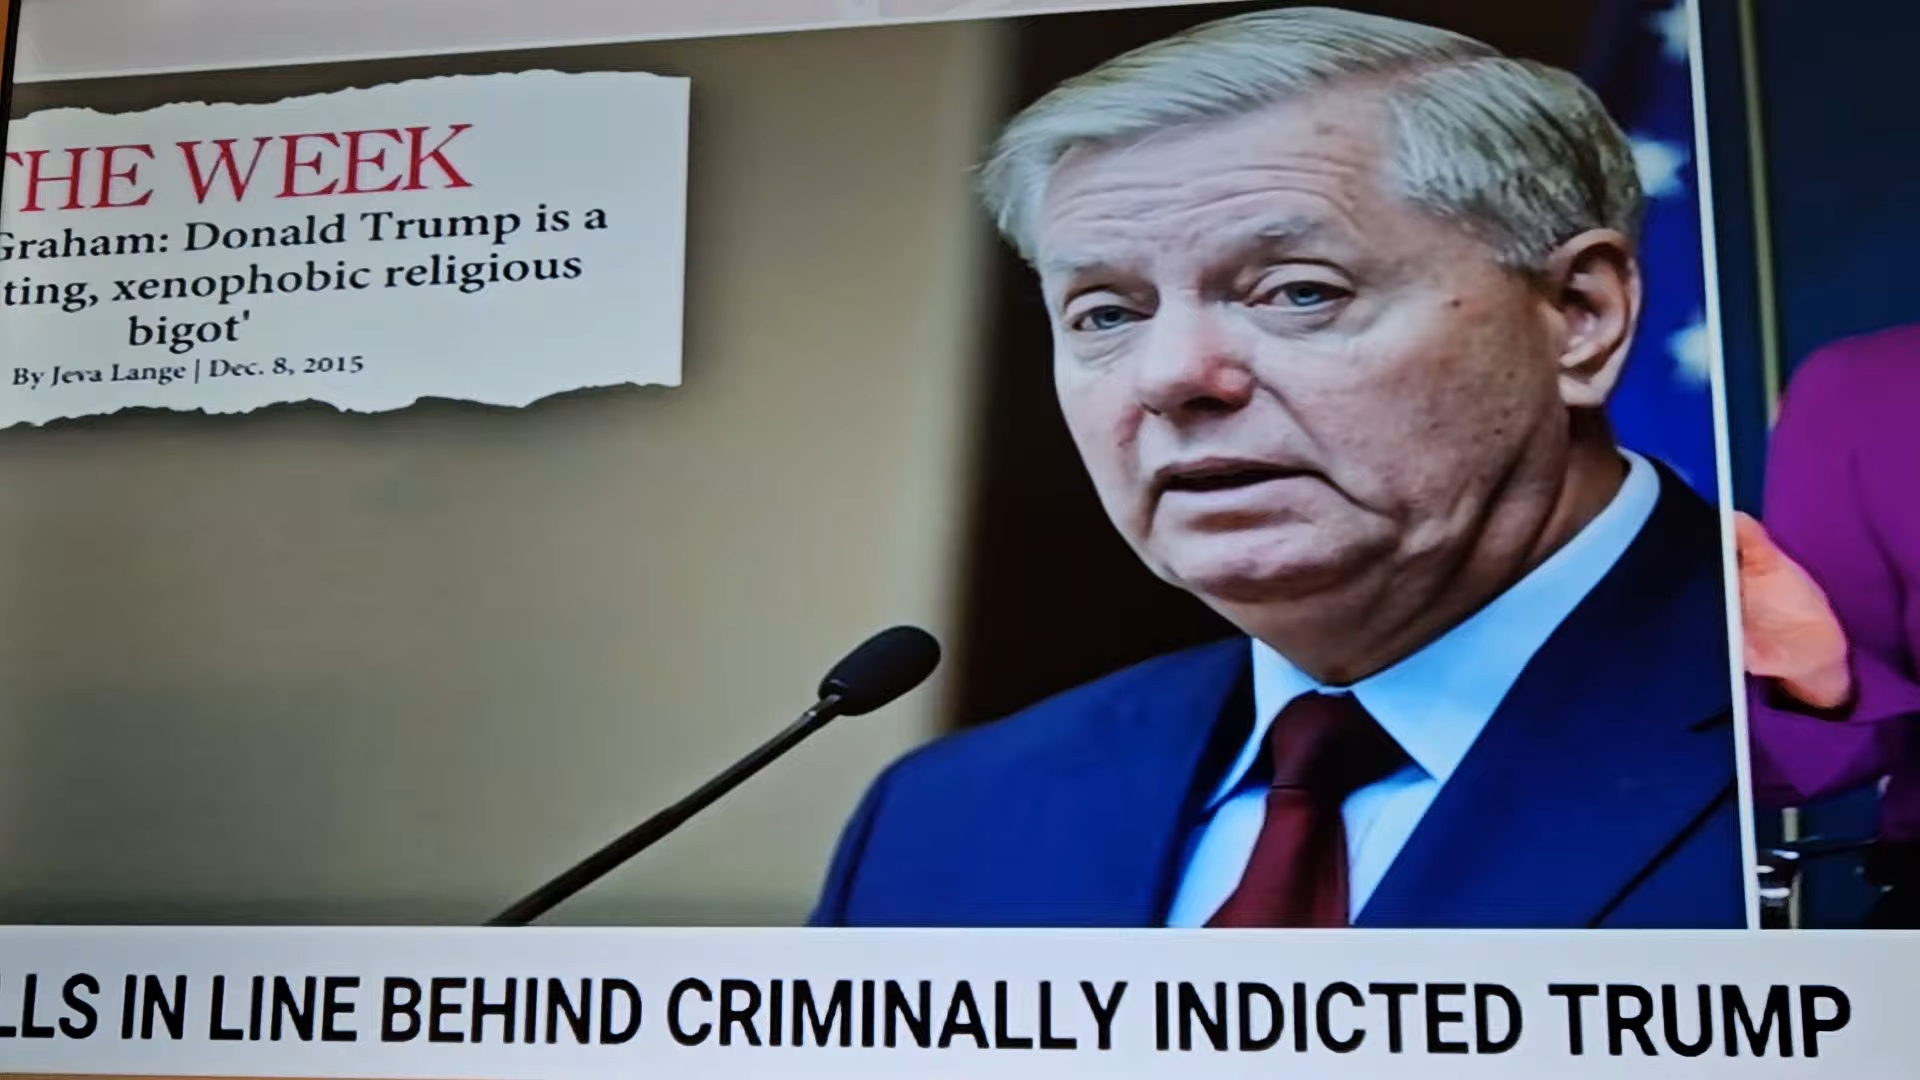 THE WEEK
Graham: Donald Trump is a
ting, xenophobic religious
bigot'
By Jeva Lange | Dec. 8, 2015
LLS IN LINE BEHIND CRIMINALLY INDICTED TRUMP